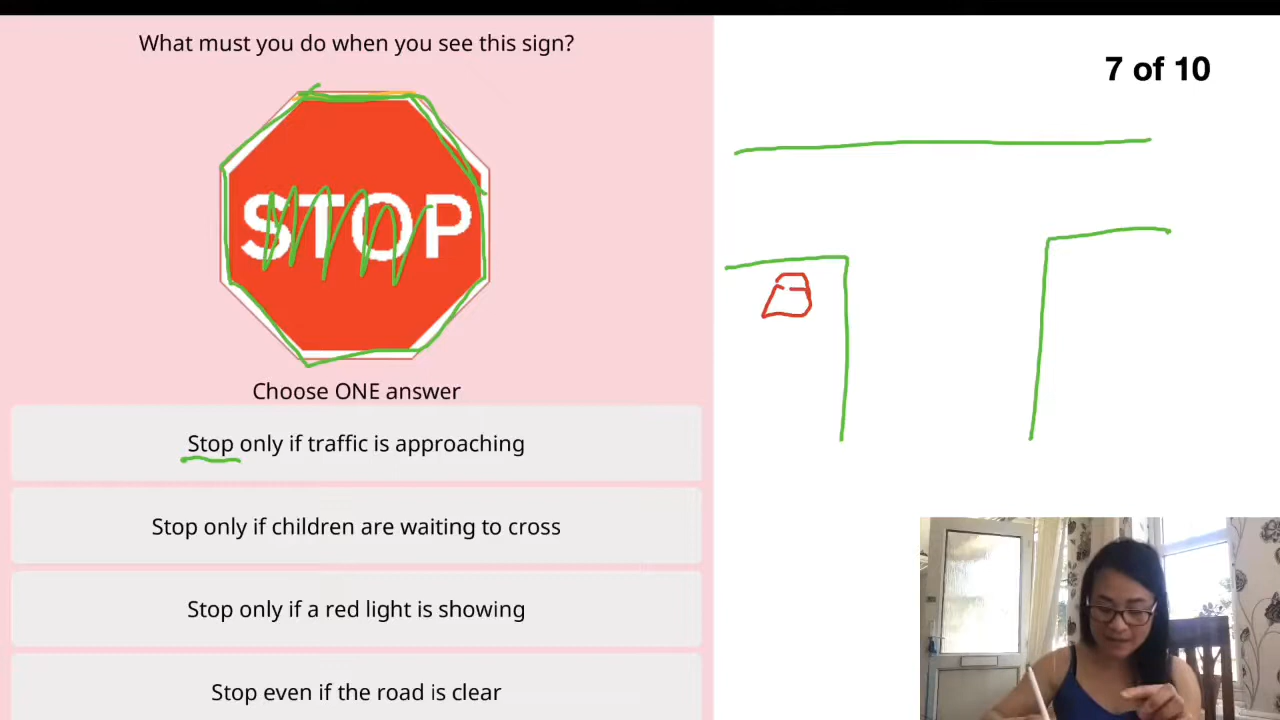 What must you do when you see this sign?
7 of 10
STOP
Choose ONE answer
Stop only if traffic is approaching
Stop only if children are waiting to cross
Stop only if a red light is showing
Stop even if the road is clear